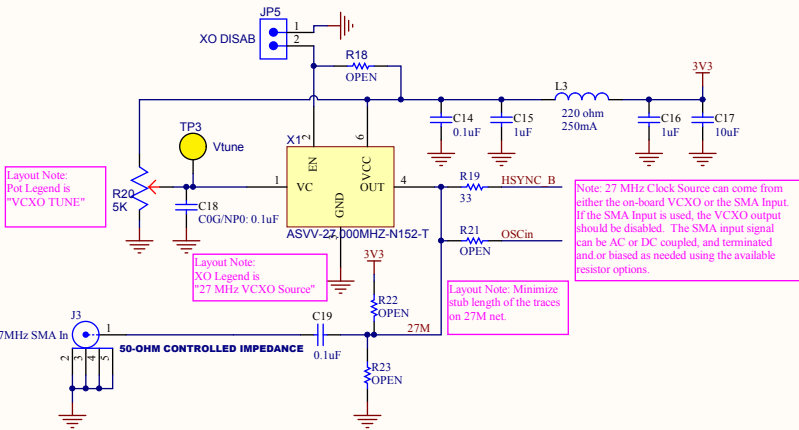 JP5
1
2
XO DISAB
R18
OPEN
3V3
L3
220 ohm
250mA
C14
0.1uF
C15
1uF
C16
1uF
C17
10uF
TP3
Vtune
X1
2
6
EN
VCC
1
VC
OUT
4
GND
3
ASVV-27.000MHZ-N152-T
Layout Note:
Pot Legend is
"VCXO TUNE"
R20
5K
C18
C0G/NP0: 0.1uF
R19
33
HSYNC_B
R21
OPEN
OSCin
Note: 27 MHz Clock Source can come from
either the on-board VCXO or the SMA Input.
If the SMA Input is used, the VCXO output
should be disabled. The SMA input signal
can be AC or DC coupled, and terminated
and.or biased as needed using the available
resistor options.
Layout Note:
XO Legend is
"27 MHz VCXO Source"
3V3
R22
OPEN
Layout Note: Minimize
stub length of the traces
on 27M net.
27M
J3
7MHz SMA In
1
2
3
4
5
50-OHM CONTROLLED IMPEDANCE
C19
0.1uF
R23
OPEN